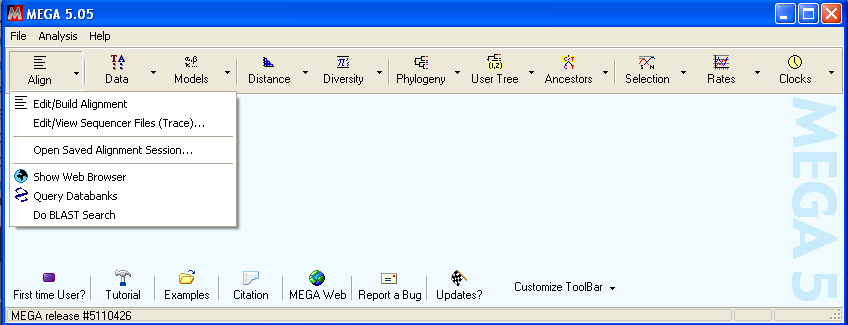 MEGA 5.05
File Analysis Help
Align Data Models Distance Diversity Phylogeny User Tree Ancestors Selection Rates Clocks
Edit/Build Alignment
Edit/View Sequencer Files (Trace)...
Open Saved Alignment Session...
Show Web Browser
Query Databanks
Do BLAST Search
MEGA 5
First time User? Tutorial Examples Citation MEGA Web Report a Bug Updates? Customize ToolBar
MEGA release #5110426